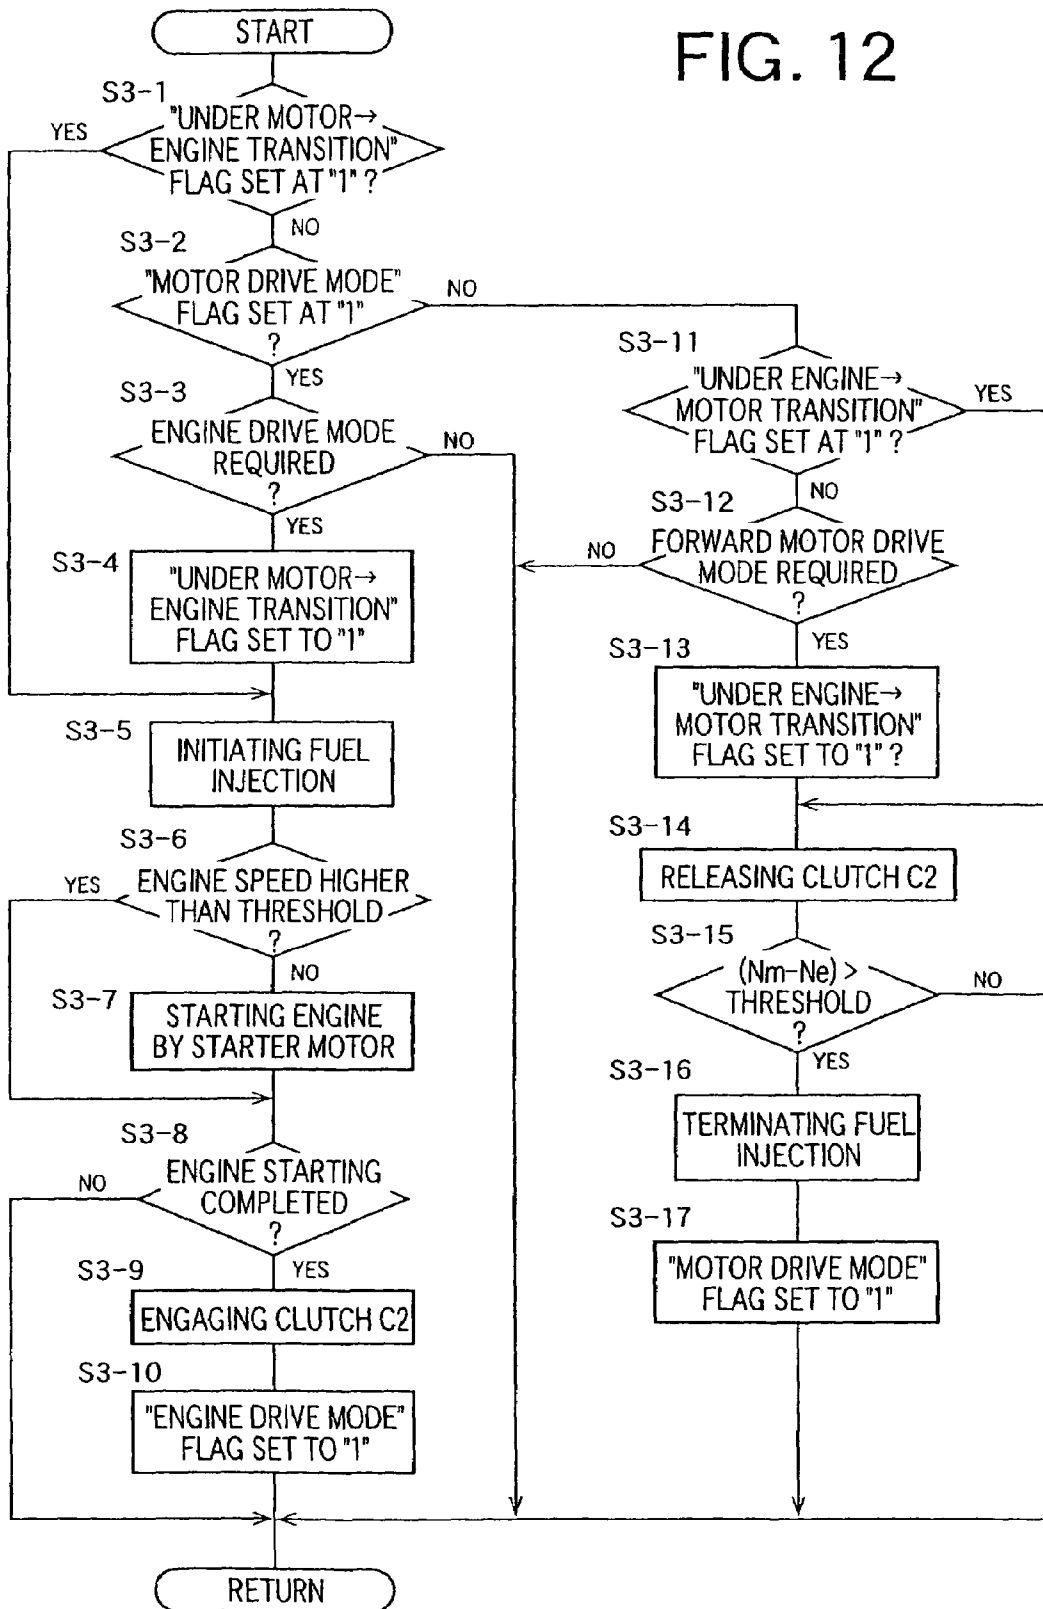 FIG. 12
START
S3-1
"UNDER MOTOR→
ENGINE TRANSITION"
FLAG SET AT "1" ?
YES
NO
S3-2
"MOTOR DRIVE MODE"
FLAG SET AT "1"
?
NO
YES
S3-3
ENGINE DRIVE MODE
REQUIRED
?
NO
YES
S3-4
"UNDER MOTOR→
ENGINE TRANSITION"
FLAG SET TO "1"
S3-5
INITIATING FUEL
INJECTION
S3-6
YES
ENGINE SPEED HIGHER
THAN THRESHOLD
?
NO
S3-7
STARTING ENGINE
BY STARTER MOTOR
S3-8
NO
ENGINE STARTING
COMPLETED
?
YES
S3-9
ENGAGING CLUTCH C2
S3-10
"ENGINE DRIVE MODE"
FLAG SET TO "1"
RETURN
S3-11
"UNDER ENGINE→
MOTOR TRANSITION"
FLAG SET AT "1" ?
YES
NO
S3-12
NO
FORWARD MOTOR DRIVE
MODE REQUIRED
?
YES
S3-13
"UNDER ENGINE→
MOTOR TRANSITION"
FLAG SET TO "1" ?
S3-14
RELEASING CLUTCH C2
S3-15
(Nm-Ne) >
THRESHOLD
?
NO
YES
S3-16
TERMINATING FUEL
INJECTION
S3-17
"MOTOR DRIVE MODE"
FLAG SET TO "1"